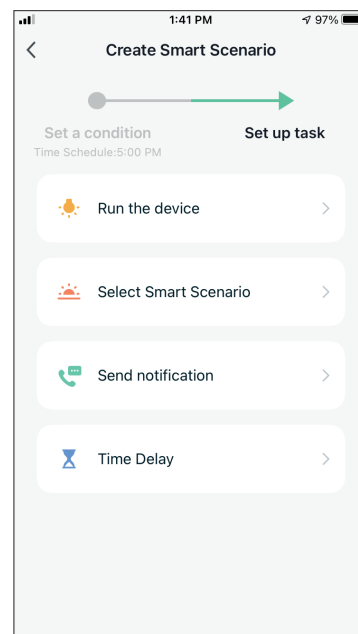 1:41 PM
97%
Create Smart Scenario
Set a condition
Set up task
Time Schedule:5:00 PM
Run the device
Select Smart Scenario
Send notification
Time Delay